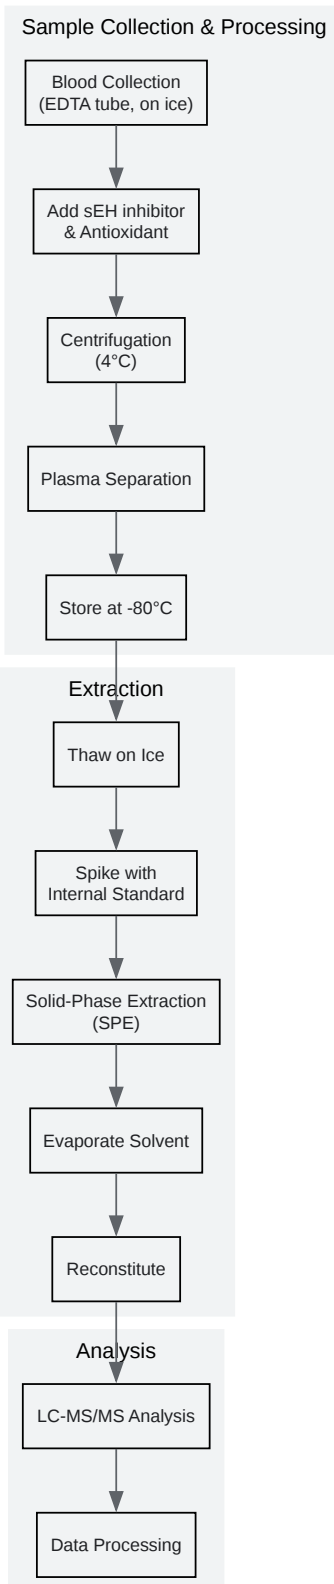 Sample Collection & Processing
Blood Collection
(EDTA tube, on ice)
Add sEH inhibitor
& Antioxidant
Centrifugation
(4°C)
Plasma Separation
Store at -80°C
Extraction
Thaw on Ice
Spike with
Internal Standard
Solid-Phase Extraction
(SPE)
Evaporate Solvent
Reconstitute
Analysis
LC-MS/MS Analysis
Data Processing